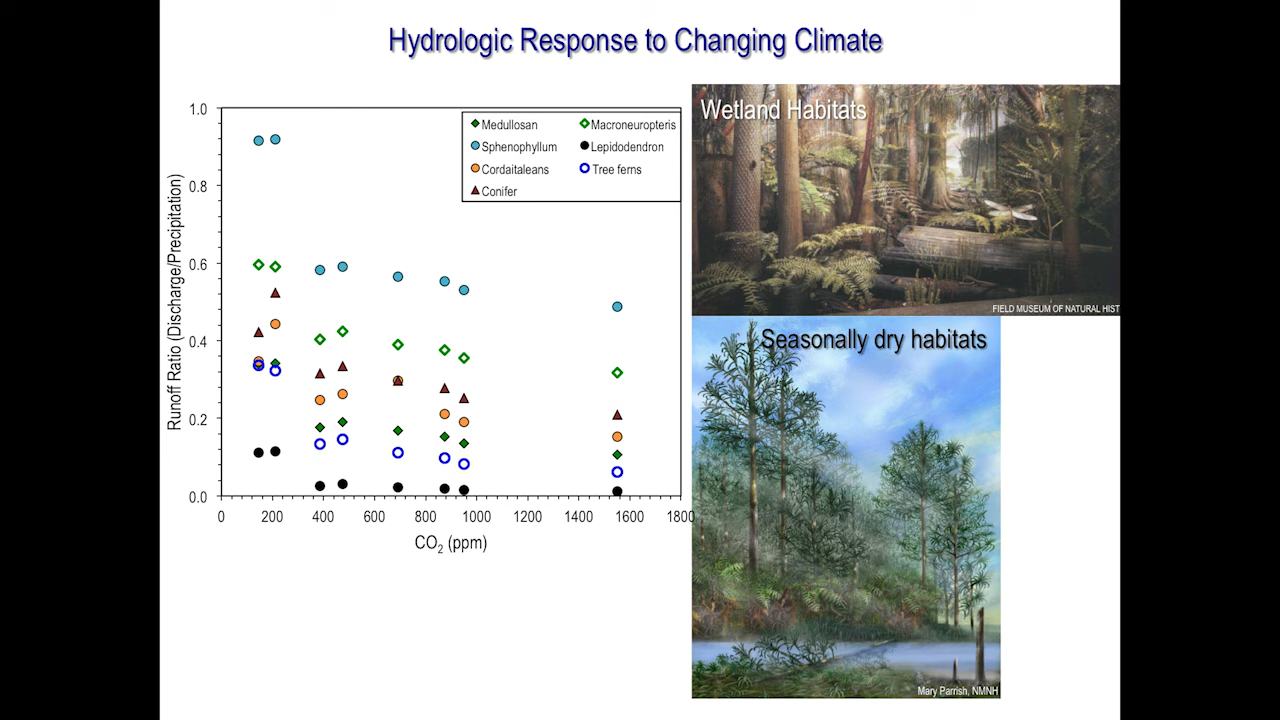 Hydrologic Response to Changing Climate
Runoff Ratio (Discharge/Precipitation)
1.0
0.8
0.6
0.4
0.2
0.0
Medullosan
Macroneuropteris
Sphenophyllum
Lepidodendron
Cordaitaleans
Tree ferns
Conifer
0 200 400 600 800 1000 1200 1400 1600 1800
CO₂ (ppm)
Wetland Habitats
FIELD MUSEUM OF NATURAL HIST
Seasonally dry habitats
Mary Parrish, NMNH